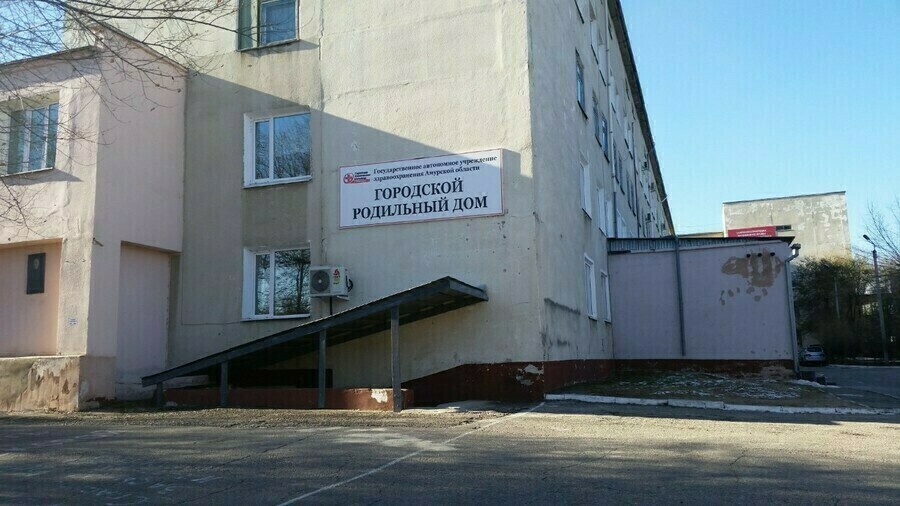 Государственное автономное учреждение
здравоохранения Амурской области
ГОРОДСКОЙ
РОДИЛЬНЫЙ ДОМ